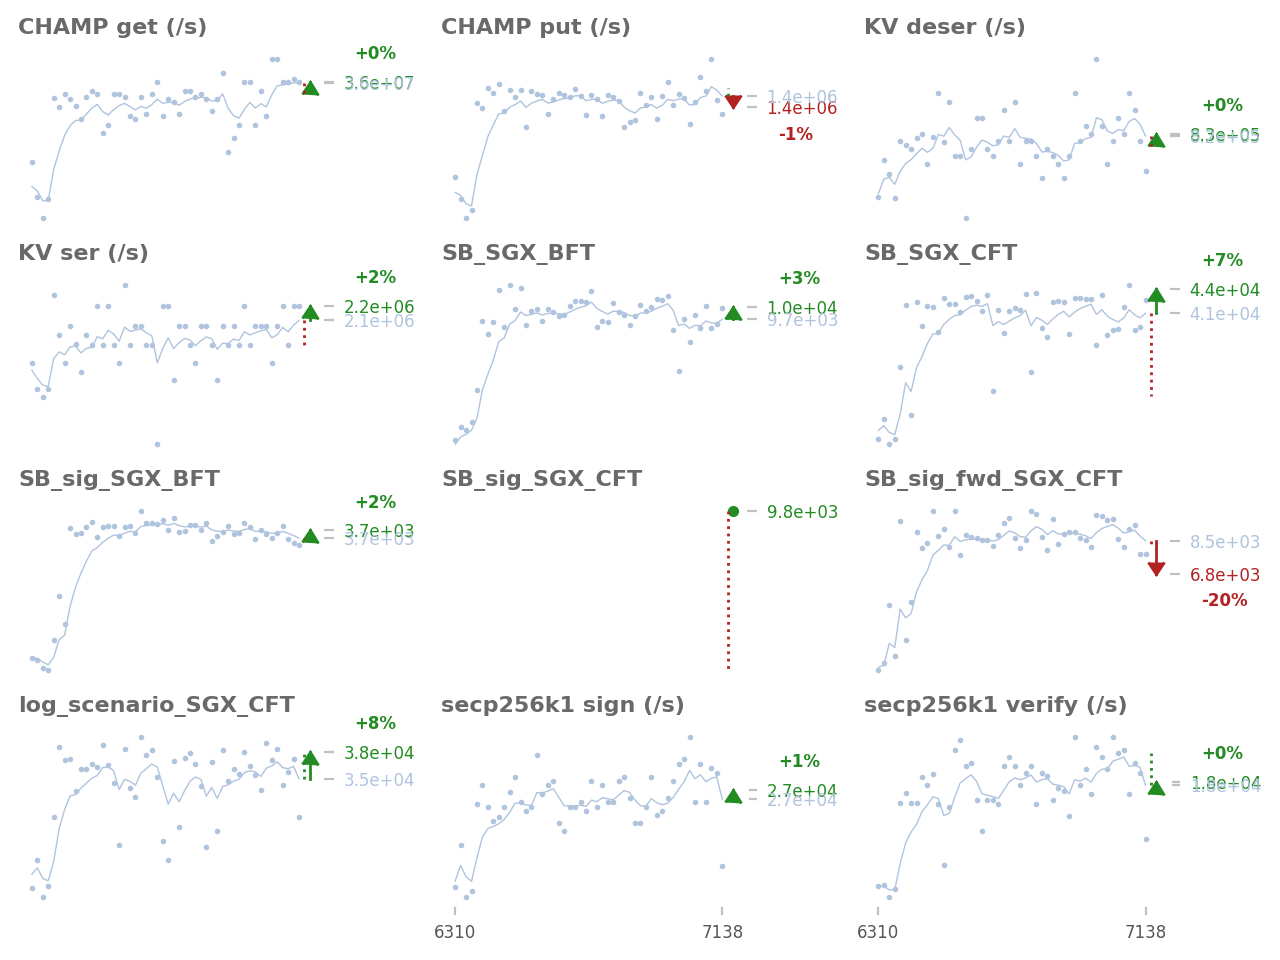 CHAMP get (/s)
+0%
3.6e+07
CHAMP put (/s)
1.4e+06
1.4e+06
-1%
KV deser (/s)
+0%
8.3e+05
KV ser (/s)
+2%
2.2e+06
2.1e+06
SB_SGX_BFT
+3%
1.0e+04
9.7e+03
SB_SGX_CFT
+7%
4.4e+04
4.1e+04
SB_sig_SGX_BFT
+2%
3.7e+03
3.7e+03
SB_sig_SGX_CFT
9.8e+03
SB_sig_fwd_SGX_CFT
8.5e+03
6.8e+03
-20%
log_scenario_SGX_CFT
+8%
3.8e+04
3.5e+04
secp256k1 sign (/s)
+1%
2.7e+04
2.7e+04
6310
7138
secp256k1 verify (/s)
+0%
1.8e+04
6310
7138